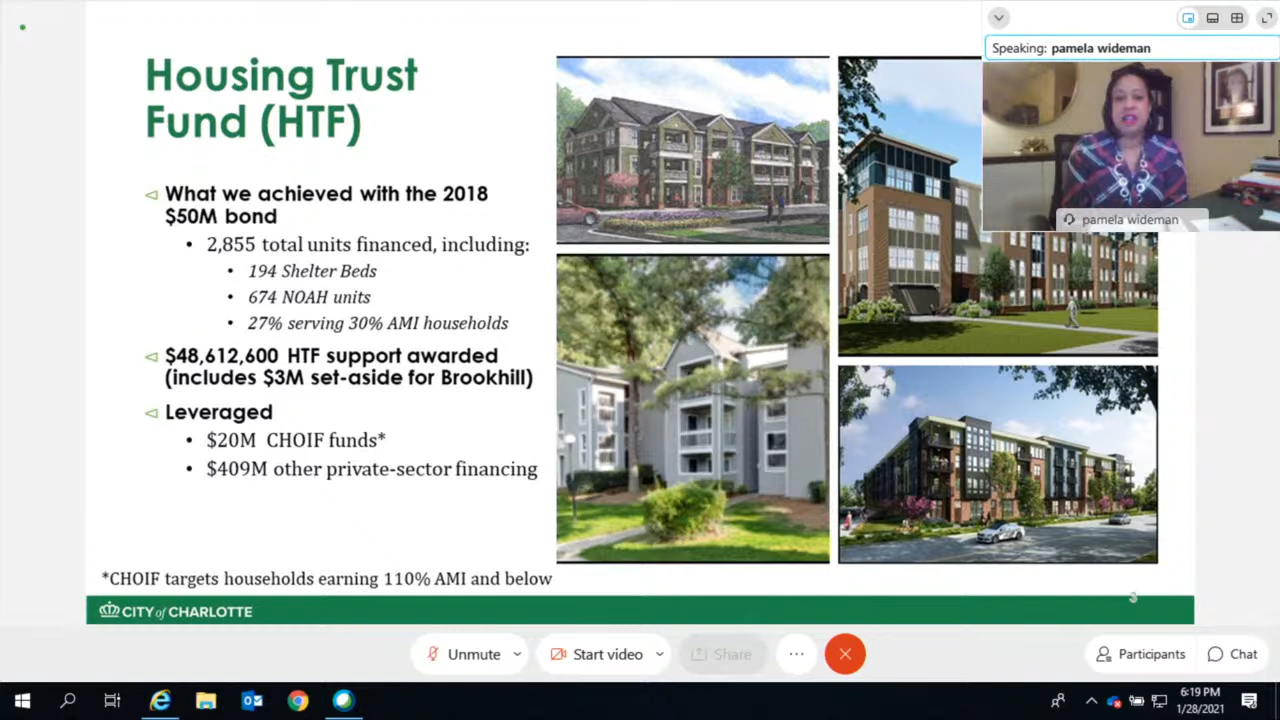 Speaking: pamela wideman
pamela wideman
Housing Trust
Fund (HTF)
What we achieved with the 2018
$50M bond
• 2,855 total units financed, including:
• 194 Shelter Beds
• 674 NOAH units
• 27% serving 30% AMI households
$48,612,600 HTF support awarded
(includes $3M set-aside for Brookhill)
Leveraged
• $20M CHOIF funds*
• $409M other private-sector financing
*CHOIF targets households earning 110% AMI and below
3
CITY of CHARLOTTE
Unmute
Start video
Share
Participants
Chat
6:19 PM
1/28/2021